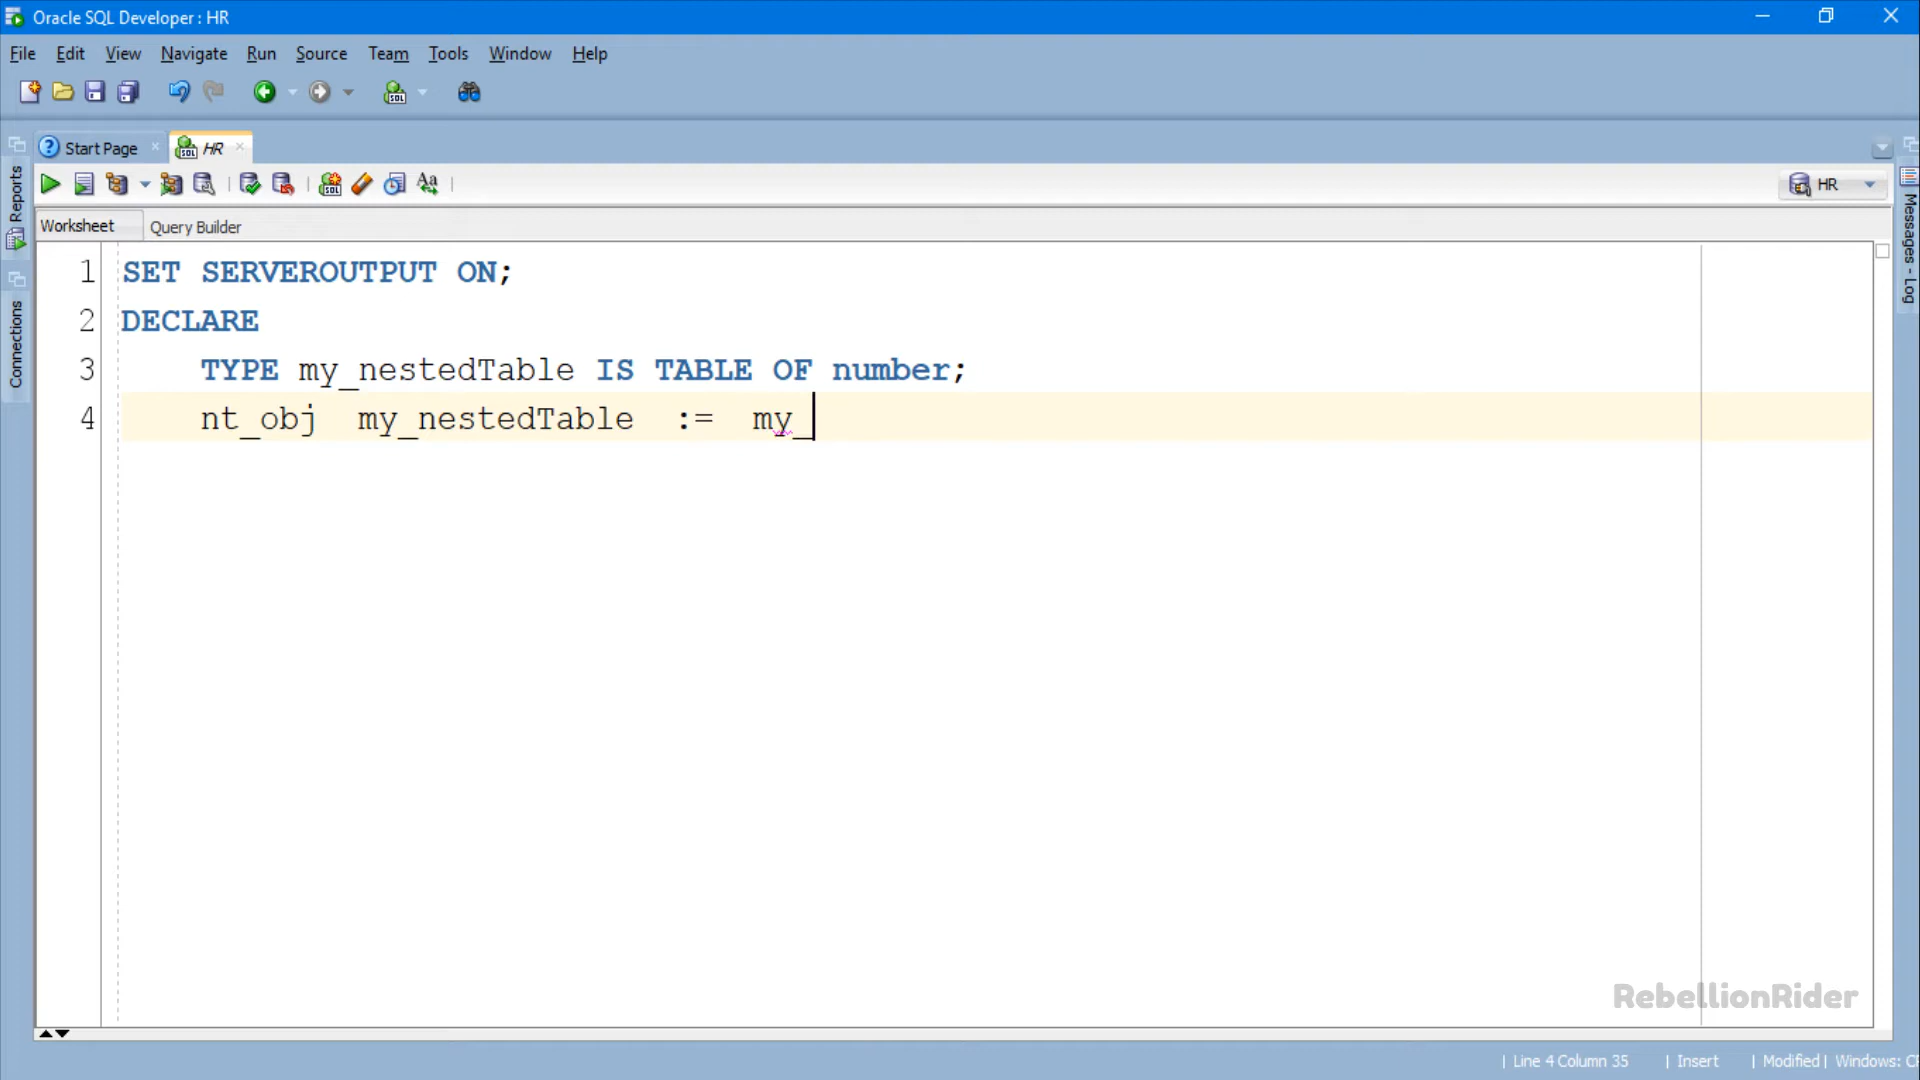 Oracle SQL Developer : HR
File Edit View Navigate Run Source Team Tools Window Help
Start Page
HR
Reports
Connections
Messages - Log
HR
Worksheet
Query Builder
1 SET SERVEROUTPUT ON;
2 DECLARE
3 TYPE my_nestedTable IS TABLE OF number;
4 nt_obj my_nestedTable := my_
RebellionRider
Line 4 Column 35 | Insert | Modified | Windows: C